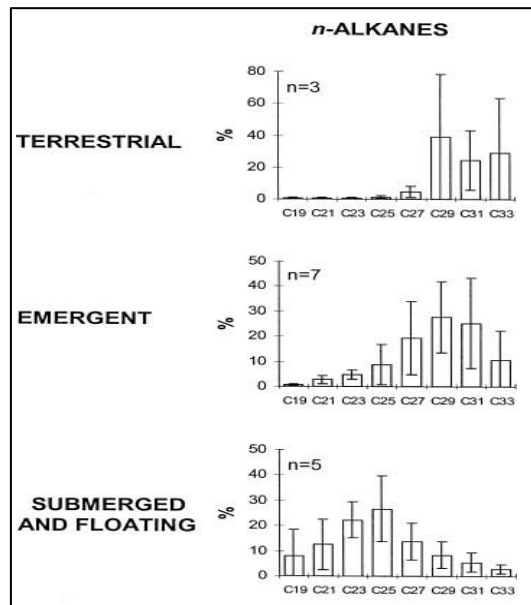 n-ALKANES
TERRESTRIAL
%
n=3
80
60
40
20
0
C19 C21 C23 C25 C27 C29 C31 C33
EMERGENT
%
n=7
50
40
30
20
10
0
C19 C21 C23 C25 C27 C29 C31 C33
SUBMERGED
AND FLOATING
%
n=5
50
40
30
20
10
0
C19 C21 C23 C25 C27 C29 C31 C33